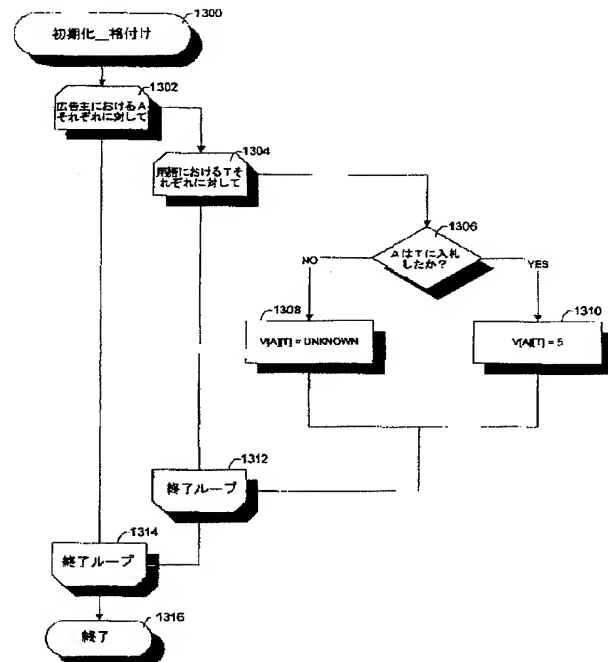 1300
初期化__格付け
1302
広告主におけるA
それぞれに対して
1304
用語におけるTそ
れぞれに対して
1306
AはTに入札
したか？
NO
YES
1308
V[A][T] = UNKNOWN
1310
V[A][T] = 5
1312
終了ループ
1314
終了ループ
1316
終了